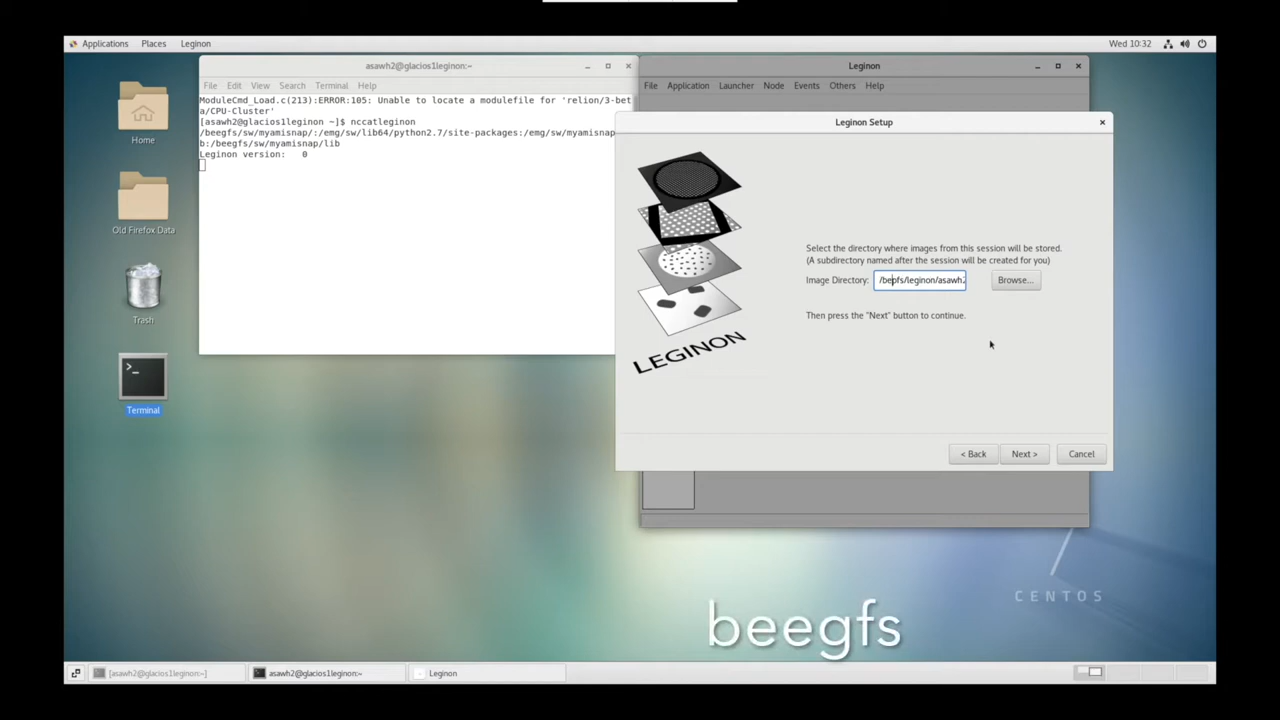 Applications Places Leginon Wed 10:32
Home
Old Firefox Data
Trash
Terminal
asawh2@glacios1leginon:~
File Edit View Search Terminal Help
ModuleCmd_Load.c(213):ERROR:105: Unable to locate a modulefile for 'relion/3-bet
a/CPU-Cluster'
[asawh2@glacios1leginon ~]$ nccatleginon
/beegfs/sw/myamisnap/:/emg/sw/lib64/python2.7/site-packages:/emg/sw/myamisnap
b:/beegfs/sw/myamisnap/lib
Leginon version: 0
Leginon
File Application Launcher Node Events Others Help
Leginon Setup
LEGINON
Select the directory where images from this session will be stored.
(A subdirectory named after the session will be created for you)
Image Directory: /bepfs/leginon/asawh2 Browse...
Then press the "Next" button to continue.
< Back Next > Cancel
7
CENTOS
beegfs
[asawh2@glacios1leginon:~] asawh2@glacios1leginon:~ Leginon